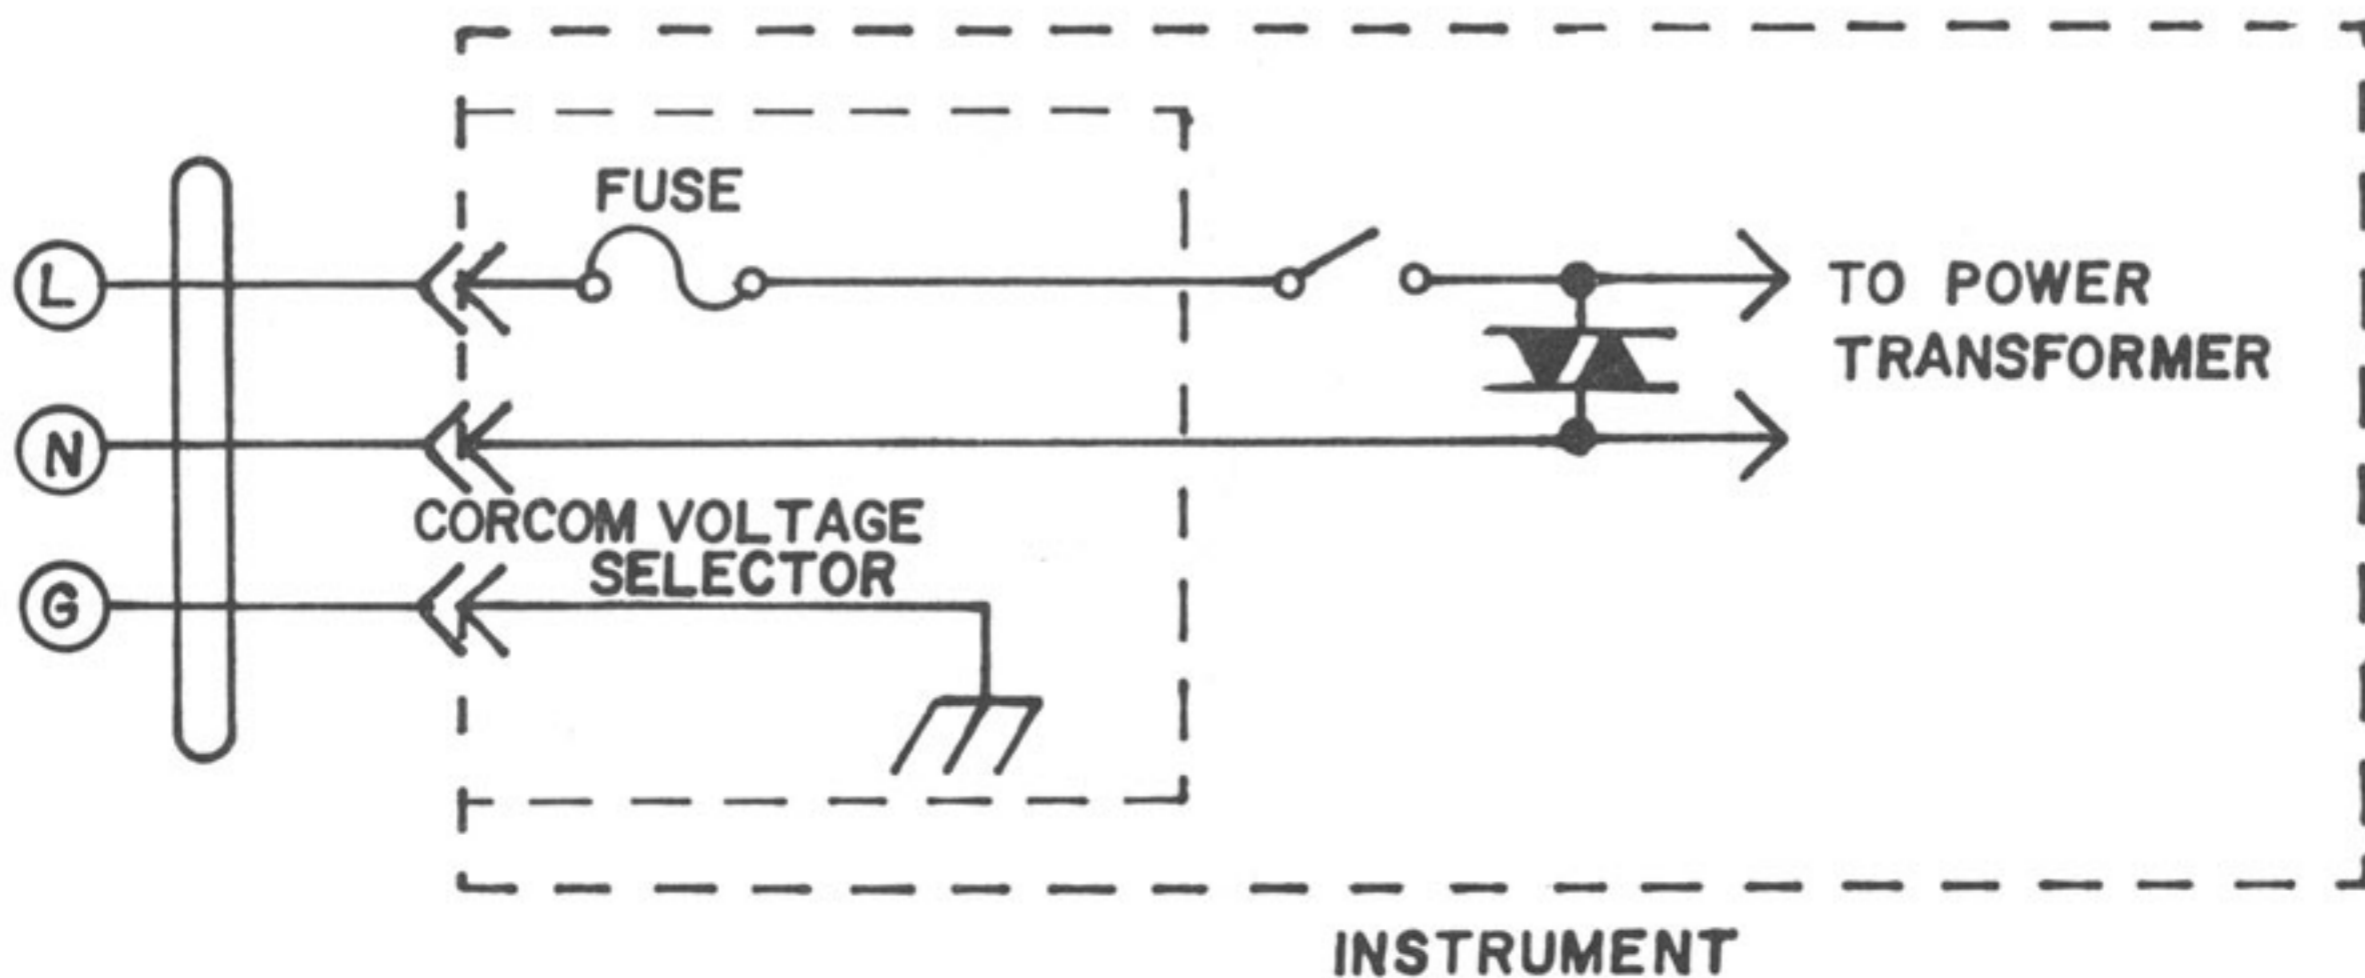 FUSE
L
TO POWER
TRANSFORMER
N
CORCOM VOLTAGE
SELECTOR
G
INSTRUMENT